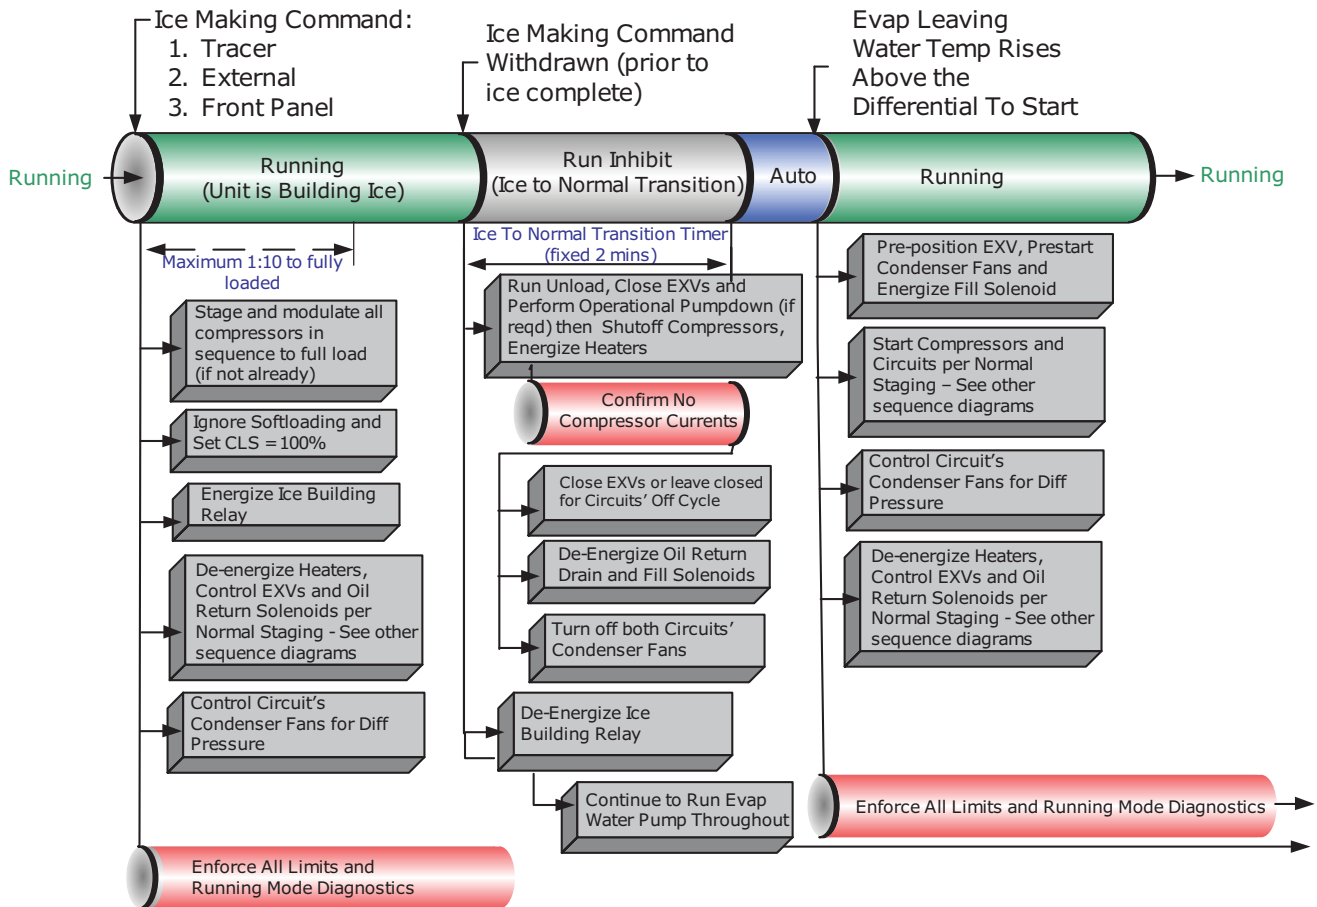 Ice Making Command:
1. Tracer
2. External
3. Front Panel
Ice Making Command
Withdrawn (prior to
ice complete)
Evap Leaving
Water Temp Rises
Above the
Differential To Start
Running
Running
(Unit is Building Ice)
Run Inhibit
(Ice to Normal Transition)
Auto
Running
Running
Maximum 1:10 to fully
loaded
Stage and modulate all
compressors in
sequence to full load
(if not already)
Ignore Softloading and
Set CLS =100%
Energize Ice Building
Relay
De-energize Heaters,
Control EXVs and Oil
Return Solenoids per
Normal Staging - See other
sequence diagrams
Control Circuit’s
Condenser Fans for Diff
Pressure
Enforce All Limits and
Running Mode Diagnostics
Ice To Normal Transition Timer
(fixed 2 mins)
Run Unload, Close EXVs and
Perform Operational Pumpdown (if
reqd) then Shutoff Compressors,
Energize Heaters
Confirm No
Compressor Currents
Close EXVs or leave closed
for Circuits’ Off Cycle
De-Energize Oil Return
Drain and Fill Solenoids
Turn off both Circuits’
Condenser Fans
De-Energize Ice
Building Relay
Continue to Run Evap
Water Pump Throughout
Pre-position EXV, Prestart
Condenser Fans and
Energize Fill Solenoid
Start Compressors and
Circuits per Normal
Staging – See other
sequence diagrams
Control Circuit’s
Condenser Fans for Diff
Pressure
De-energize Heaters,
Control EXVs and Oil
Return Solenoids per
Normal Staging - See other
sequence diagrams
Enforce All Limits and Running Mode Diagnostics